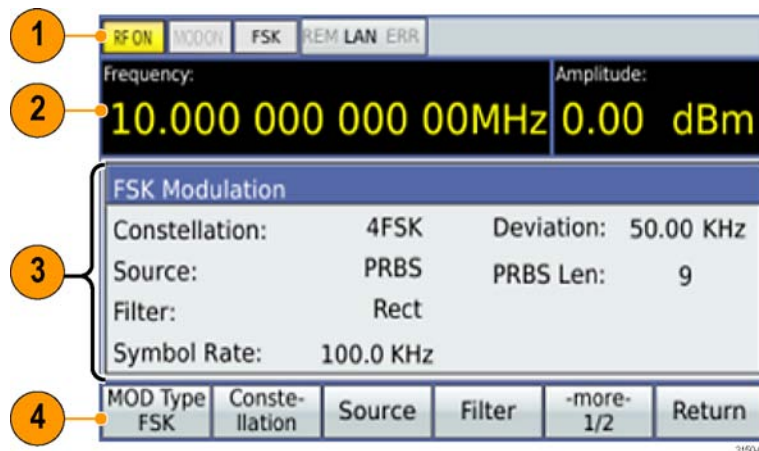 1
RF ON MOD ON FSK REM LAN ERR
2
Frequency: Amplitude:
10.000 000 000 00MHz 0.00 dBm
3
FSK Modulation
Constellation: 4FSK Deviation: 50.00 KHz
Source: PRBS PRBS Len: 9
Filter: Rect
Symbol Rate: 100.0 KHz
4
MOD Type FSK Conste-llation Source Filter -more- 1/2 Return